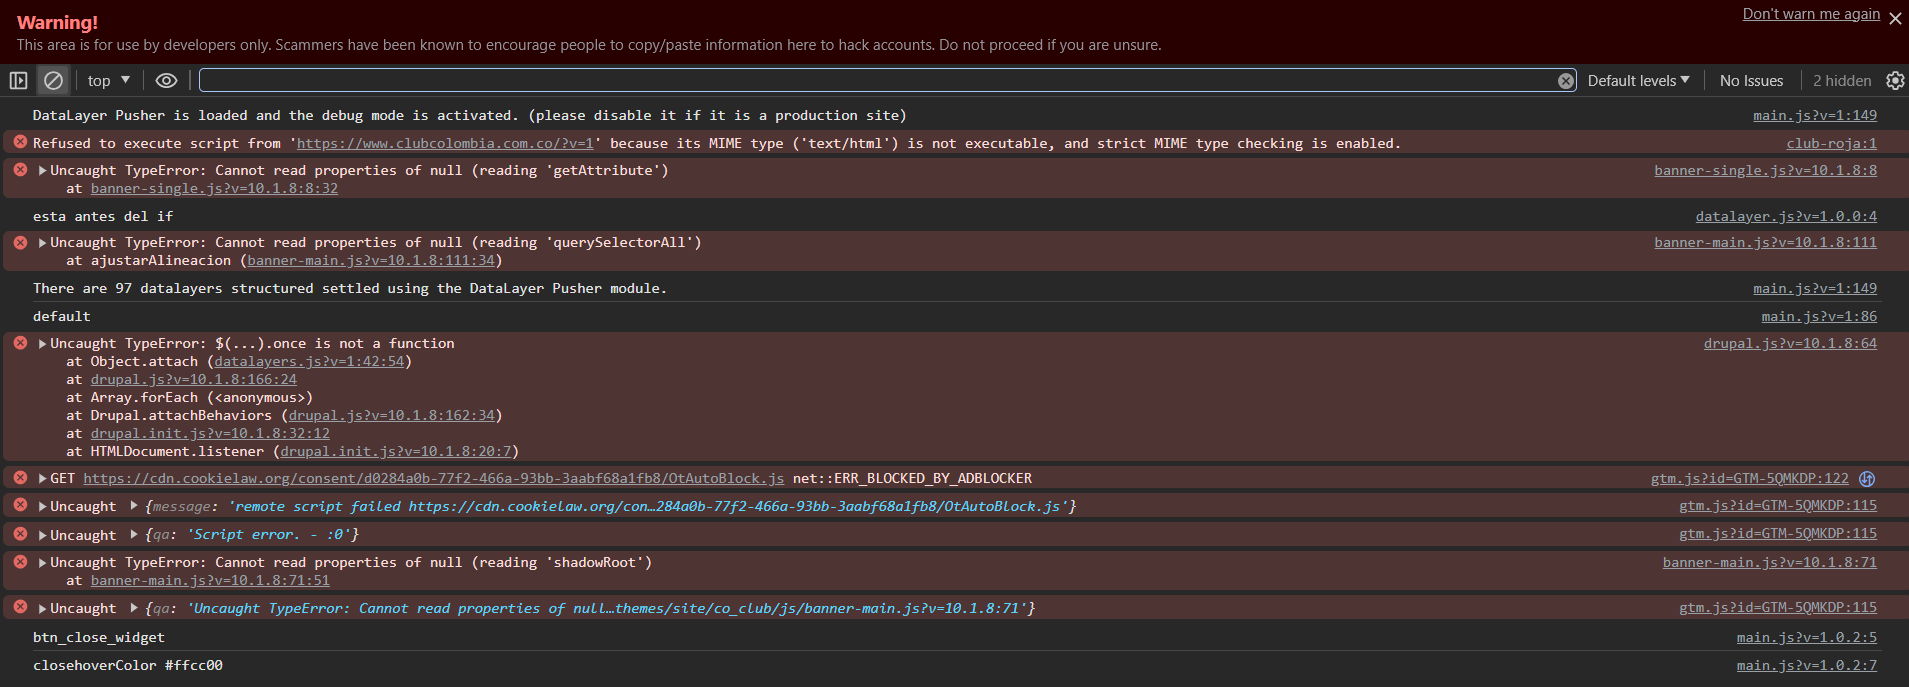 Warning!
Don't warn me again
This area is for use by developers only. Scammers have been known to encourage people to copy/paste information here to hack accounts. Do not proceed if you are unsure.
top
Default levels
No Issues
2 hidden
DataLayer Pusher is loaded and the debug mode is activated. (please disable it if it is a production site) main.js?v=1:149
Refused to execute script from 'https://www.clubcolombia.com.co/?v=1' because its MIME type ('text/html') is not executable, and strict MIME type checking is enabled. club-roja:1
Uncaught TypeError: Cannot read properties of null (reading 'getAttribute') banner-single.js?v=10.1.8:8
at banner-single.js?v=10.1.8:8:32
esta antes del if datalayer.js?v=1.0.0:4
Uncaught TypeError: Cannot read properties of null (reading 'querySelectorAll') banner-main.js?v=10.1.8:111
at ajustarAlineacion (banner-main.js?v=10.1.8:111:34)
There are 97 datalayers structured settled using the DataLayer Pusher module. main.js?v=1:149
default main.js?v=1:86
Uncaught TypeError: $(...).once is not a function drupal.js?v=10.1.8:64
at Object.attach (datalayers.js?v=1:42:54)
at drupal.js?v=10.1.8:166:24
at Array.forEach (<anonymous>)
at Drupal.attachBehaviors (drupal.js?v=10.1.8:162:34)
at drupal.init.js?v=10.1.8:32:12
at HTMLDocument.listener (drupal.init.js?v=10.1.8:20:7)
GET https://cdn.cookielaw.org/consent/d0284a0b-77f2-466a-93bb-3aabf68a1fb8/OtAutoBlock.js net::ERR_BLOCKED_BY_ADBLOCKER gtm.js?id=GTM-5QMKDP:122
Uncaught {message: 'remote script failed https://cdn.cookielaw.org/con…284a0b-77f2-466a-93bb-3aabf68a1fb8/OtAutoBlock.js'} gtm.js?id=GTM-5QMKDP:115
Uncaught {qa: 'Script error. - :0'} gtm.js?id=GTM-5QMKDP:115
Uncaught TypeError: Cannot read properties of null (reading 'shadowRoot') banner-main.js?v=10.1.8:71
at banner-main.js?v=10.1.8:71:51
Uncaught {qa: 'Uncaught TypeError: Cannot read properties of null…themes/site/co_club/js/banner-main.js?v=10.1.8:71'} gtm.js?id=GTM-5QMKDP:115
btn_close_widget main.js?v=1.0.2:5
closehoverColor #ffcc00 main.js?v=1.0.2:7